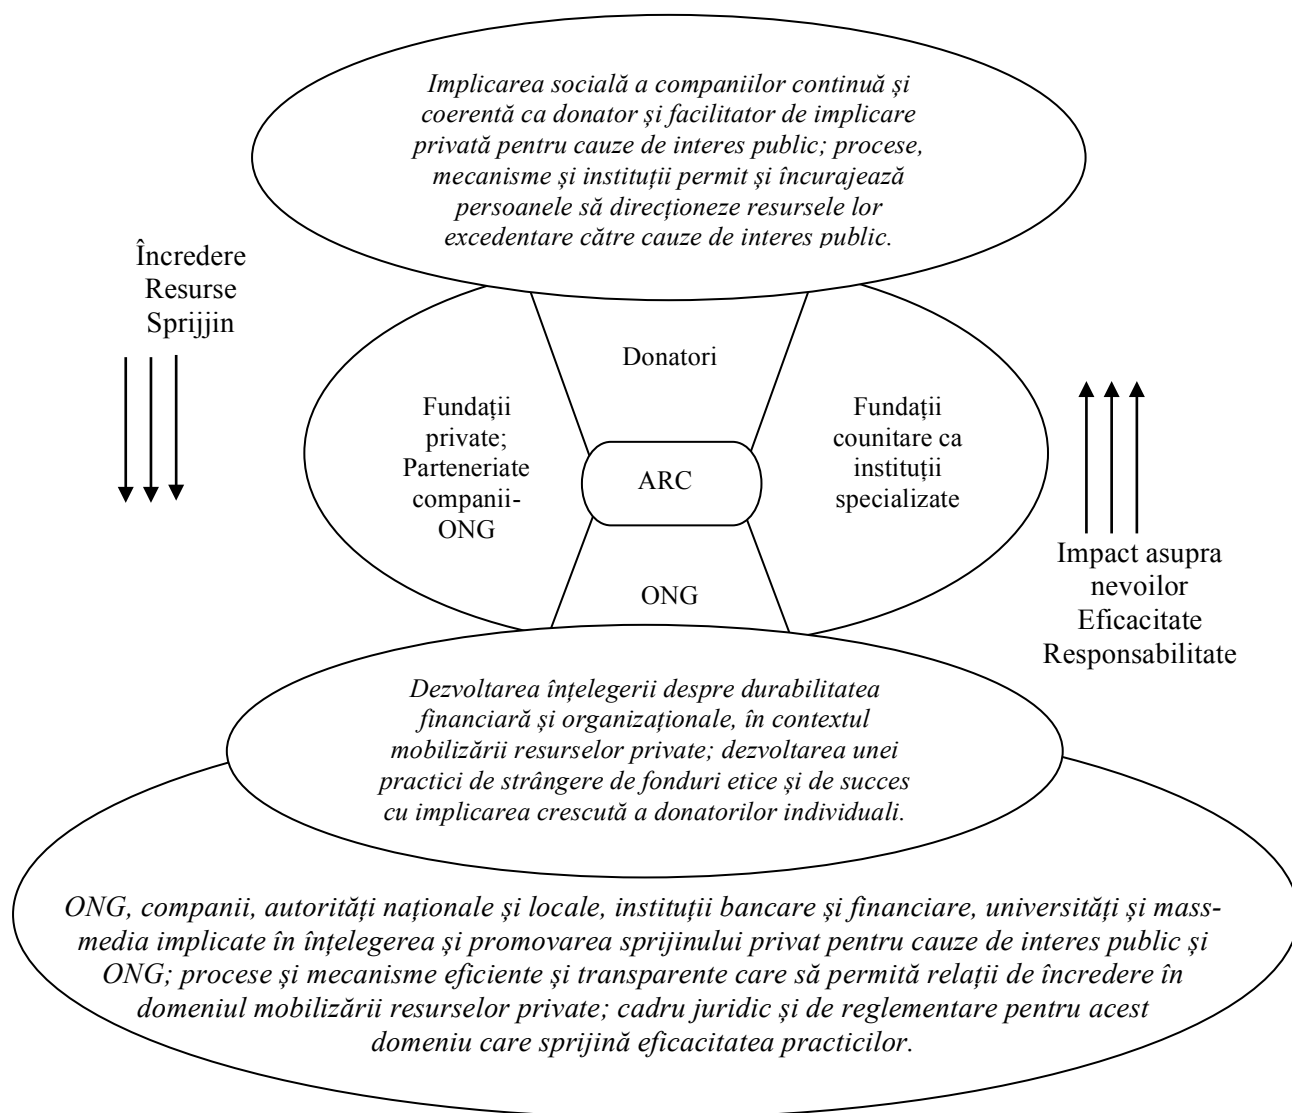 Implicarea socială a companiilor continuă și
coerentă ca donator și facilitator de implicare
privată pentru cauze de interes public; procese,
mecanisme și instituții permit și încurajează
persoanele să direcționeze resursele lor
excedentare către cauze de interes public.
Încredere
Resurse
Sprijjin
Donatori
Fundații
private;
Parteneriate
companii-
ONG
ARC
Fundații
counitare ca
instituții
specializate
ONG
Impact asupra
nevoilor
Eficacitate
Responsabilitate
Dezvoltarea înțelegerii despre durabilitatea
financiară și organizaționale, în contextul
mobilizării resurselor private; dezvoltarea unei
practici de strângere de fonduri etice și de succes
cu implicarea crescută a donatorilor individuali.
ONG, companii, autorități naționale și locale, instituții bancare și financiare, universități și mass-
media implicate în înțelegerea și promovarea sprijinului privat pentru cauze de interes public și
ONG; procese și mecanisme eficiente și transparente care să permită relații de încredere în
domeniul mobilizării resurselor private; cadru juridic și de reglementare pentru acest
domeniu care sprijină eficacitatea practicilor.